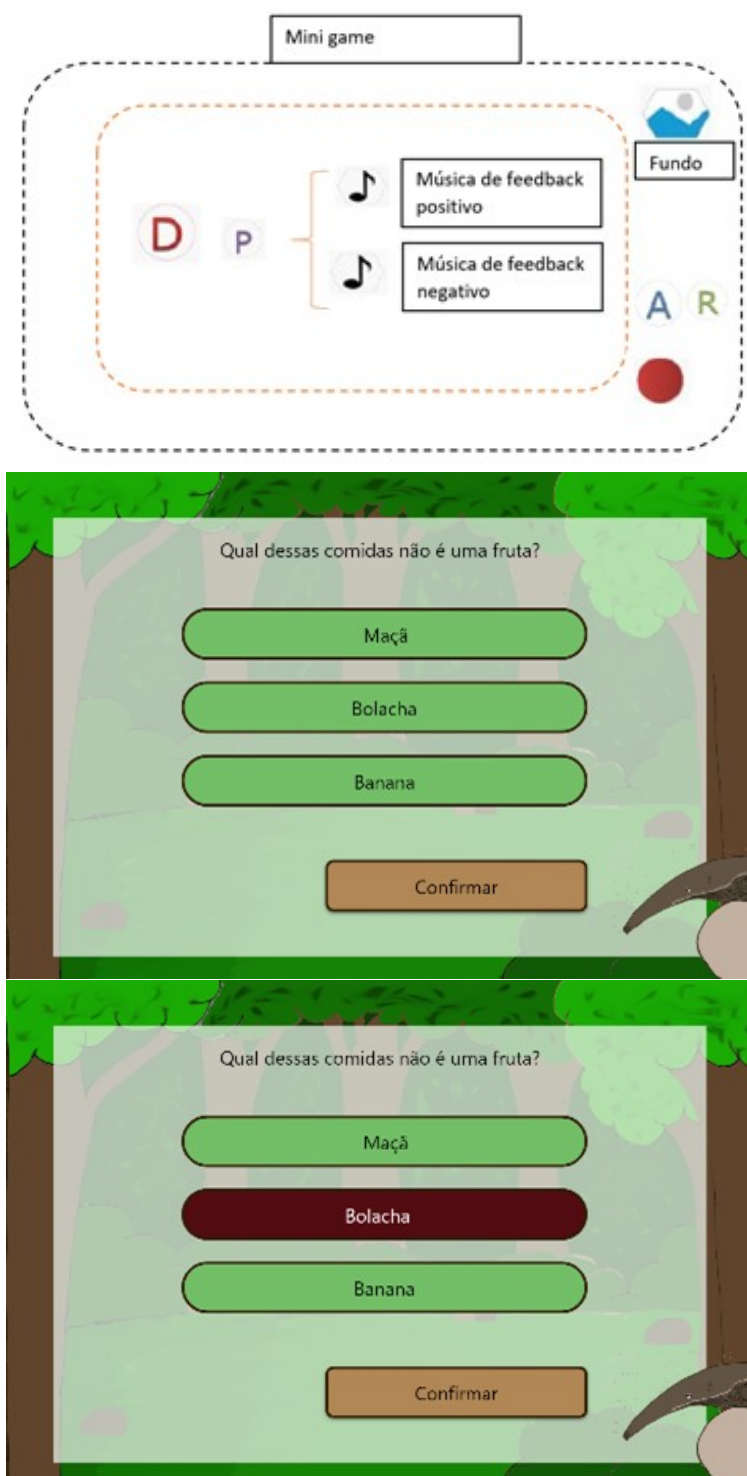 Mini game
Fundo
Música de feedback
positivo
D
P
Música de feedback
negativo
A R
Qual dessas comidas não é uma fruta?
Maçã
Bolacha
Banana
Confirmar
Qual dessas comidas não é uma fruta?
Maçã
Bolacha
Banana
Confirmar